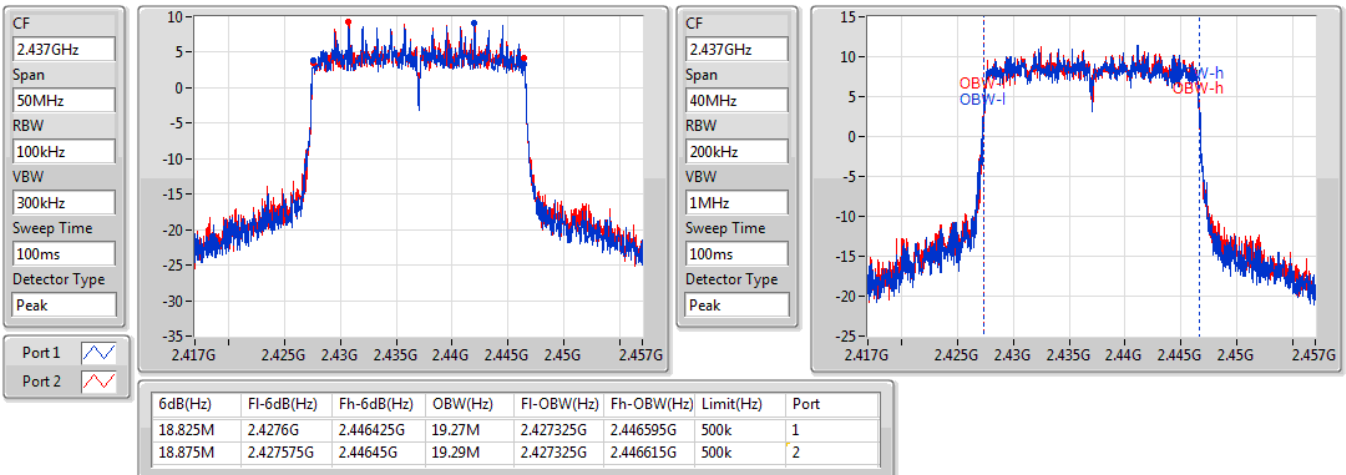 CF
2.437GHz
Span
50MHz
RBW
100kHz
VBW
300kHz
Sweep Time
100ms
Detector Type
Peak
10
5
0
-5
-10
-15
-20
-25
-30
-35
2.417G 2.425G 2.43G 2.435G 2.44G 2.445G 2.45G 2.457G
CF
2.437GHz
Span
40MHz
RBW
200kHz
VBW
1MHz
Sweep Time
100ms
Detector Type
Peak
15
10
5
0
-5
-10
-15
-20
-25
OBW-l
OBW-h
2.417G 2.425G 2.43G 2.435G 2.44G 2.445G 2.45G 2.457G
Port 1
Port 2
6dB(Hz) Fl-6dB(Hz) Fh-6dB(Hz) OBW(Hz) Fl-OBW(Hz) Fh-OBW(Hz) Limit(Hz) Port
18.825M 2.4276G 2.446425G 19.27M 2.427325G 2.446595G 500k 1
18.875M 2.427575G 2.44645G 19.29M 2.427325G 2.446615G 500k 2